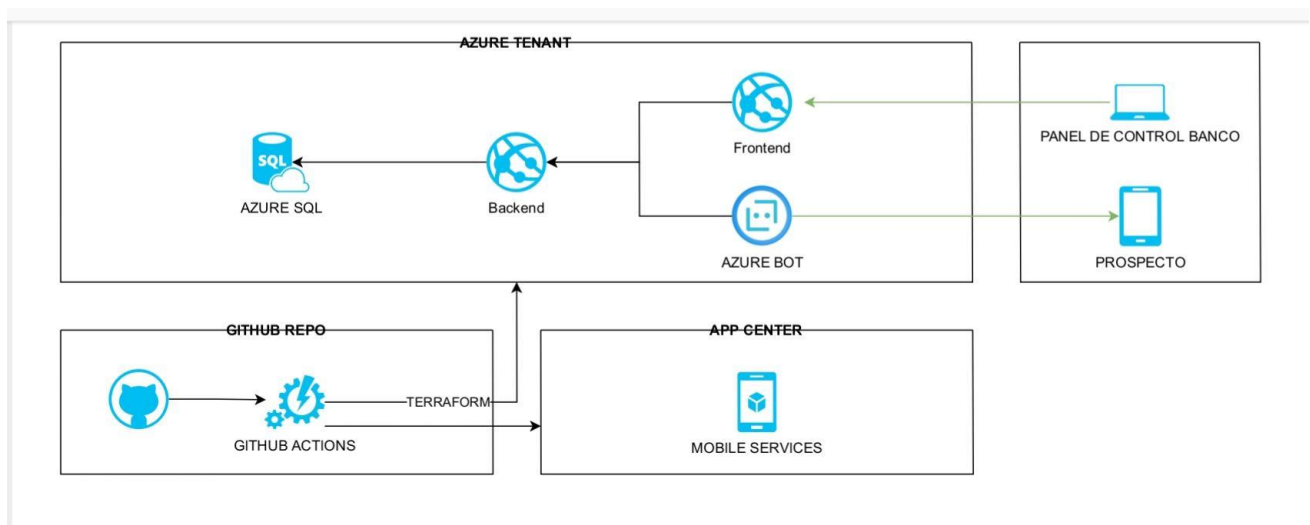 AZURE TENANT
Frontend
PANEL DE CONTROL BANCO
SQL
AZURE SQL
Backend
AZURE BOT
PROSPECTO
GITHUB REPO
APP CENTER
TERRAFORM
GITHUB ACTIONS
MOBILE SERVICES